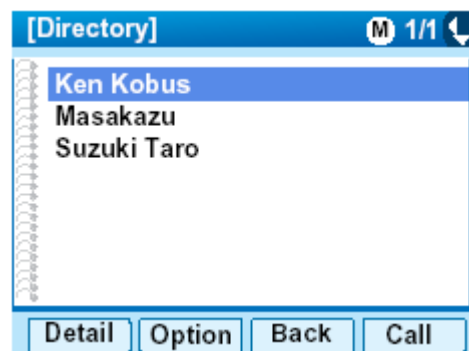 [Directory] M 1/1
Ken Kobus
Masakazu
Suzuki Taro
Detail Option Back Call